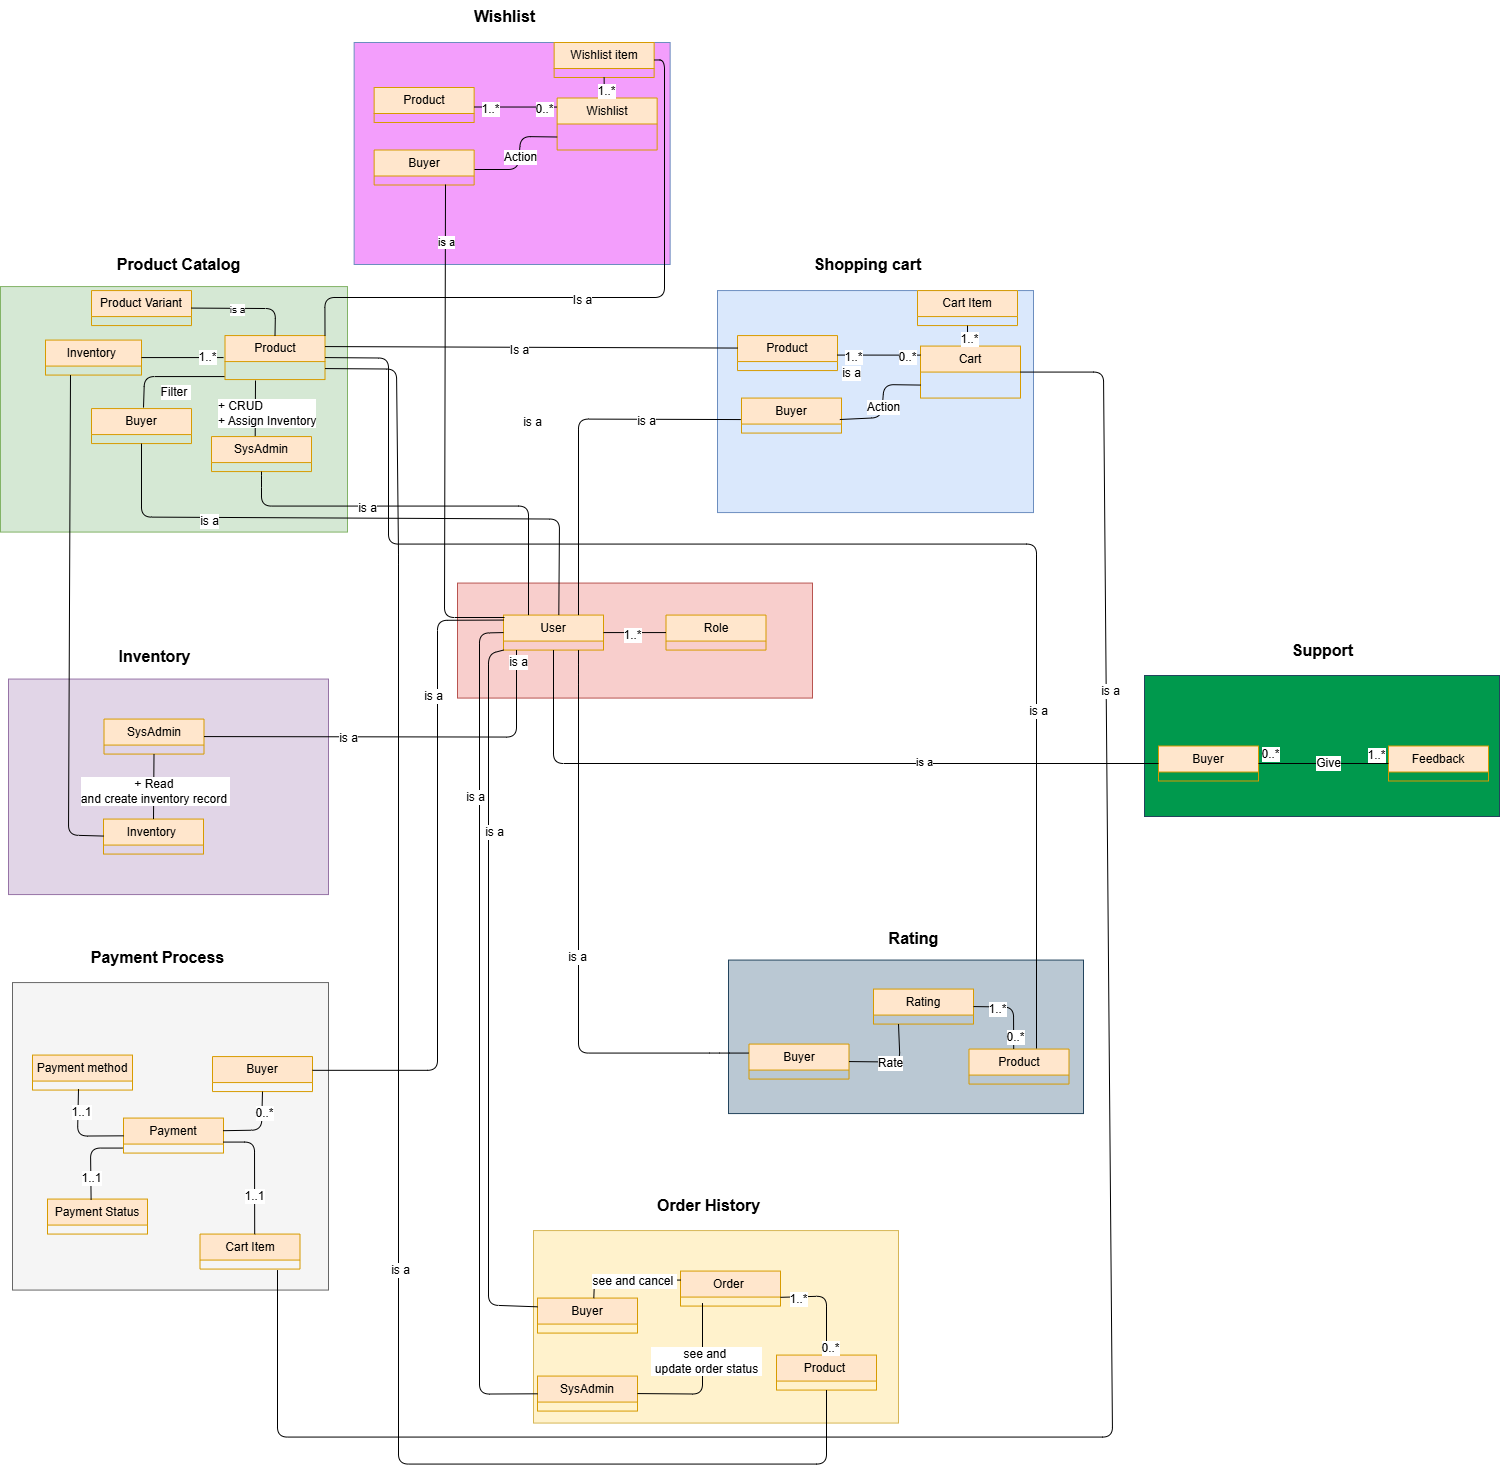 Wishlist
Wishlist item
1..*
Product
1..*
0..*
Wishlist
Buyer
Action
is a
Product Catalog
Product Variant
is a
Inventory
1..*
Product
Filter
Buyer
+ CRUD
+ Assign Inventory
SysAdmin
is a
is a
Is a
Is a
is a
is a
Shopping cart
Cart Item
1..*
Product
1..*
0..*
is a
Cart
Buyer
Action
User
1..*
Role
is a
is a
is a
is a
Inventory
SysAdmin
is a
+ Read
and create inventory record
Inventory
Support
Buyer
0..*
Give
1..*
Feedback
is a
is a
is a
is a
Payment Process
Payment method
Buyer
1..1
0..*
Payment
1..1
1..1
Payment Status
Cart Item
is a
Rating
Rating
1..*
0..*
Buyer
Rate
Product
Order History
see and cancel
Order
1..*
Buyer
0..*
see and
update order status
Product
SysAdmin